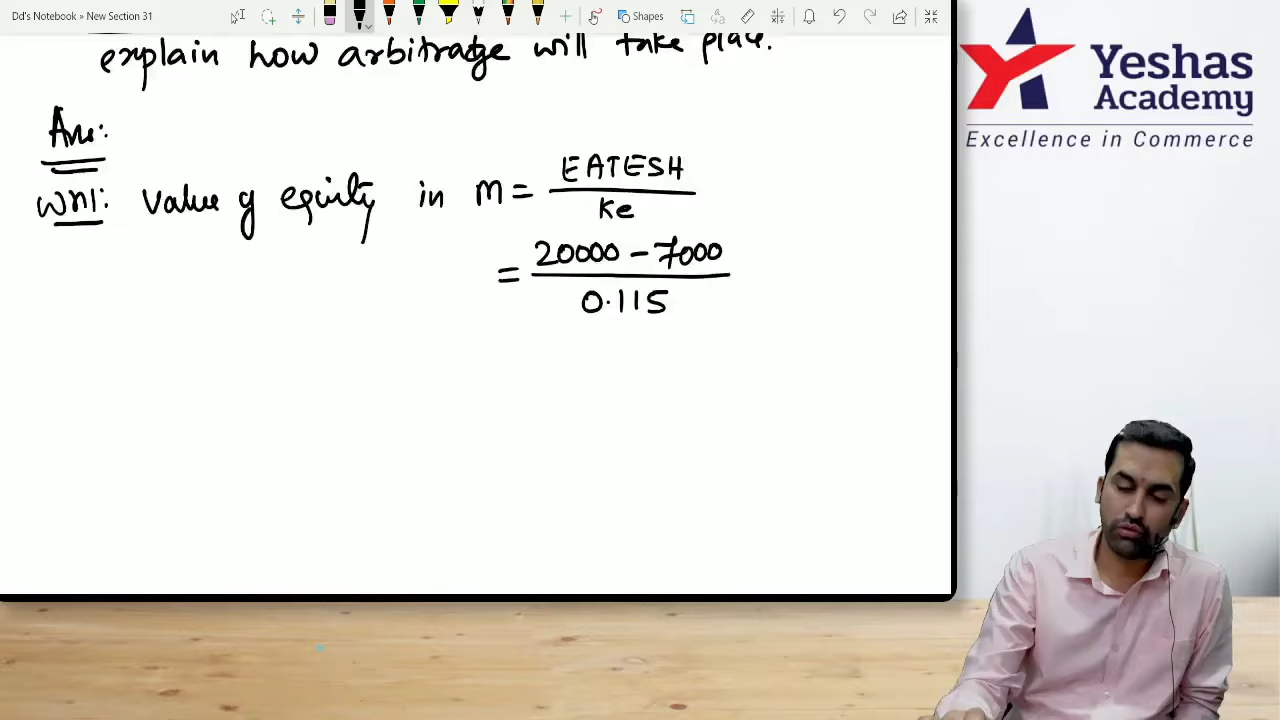 Dd's Notebook » New Section 31
Shapes
explain how arbitrage will take place.
Ans:
WN1: Value of equity in M = EATESH / Ke
= 20000 - 7000 / 0.115
Yeshas
Academy
Excellence in Commerce